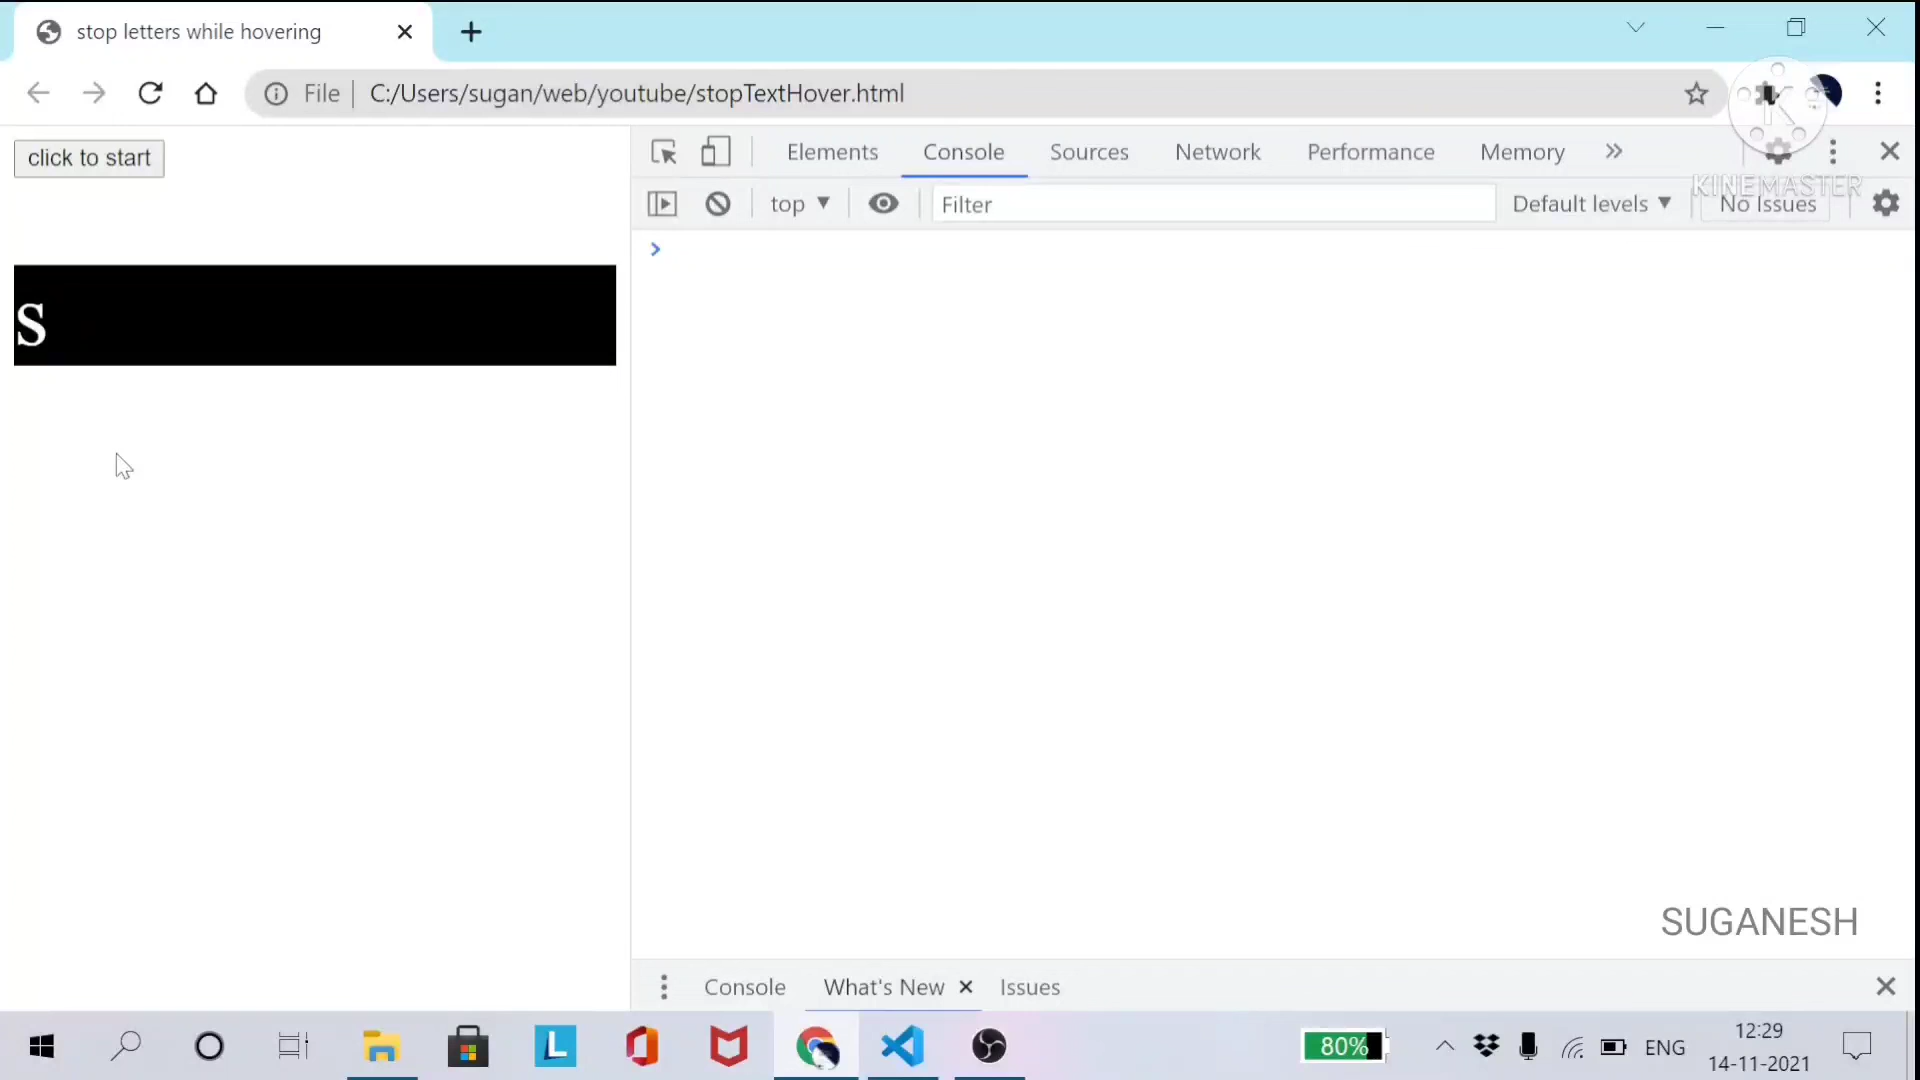 stop letters while hovering
File C:/Users/sugan/web/youtube/stopTextHover.html
click to start
Elements Console Sources Network Performance Memory
KINEMASTER
top Filter Default levels No Issues
S
SUGANESH
Console What's New Issues
80% ENG 12:29
14-11-2021